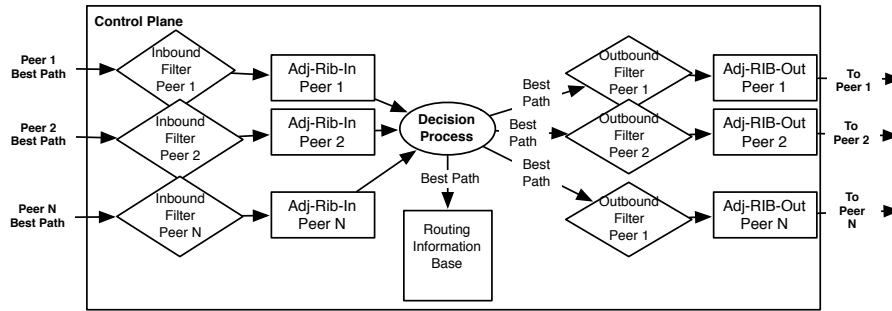 Control Plane
Peer 1
Best Path
Inbound
Filter
Peer 1
Adj-Rib-In
Peer 1
Peer 2
Best Path
Inbound
Filter
Peer 2
Adj-Rib-In
Peer 2
Peer N
Best Path
Inbound
Filter
Peer N
Adj-Rib-In
Peer N
Decision
Process
Best Path
Routing
Information
Base
Best
Path
Outbound
Filter
Peer 1
Adj-RIB-Out
Peer 1
To
Peer 1
Best
Path
Outbound
Filter
Peer 2
Adj-RIB-Out
Peer 2
To
Peer 2
Best
Path
Outbound
Filter
Peer 1
Adj-RIB-Out
Peer N
To
Peer
N